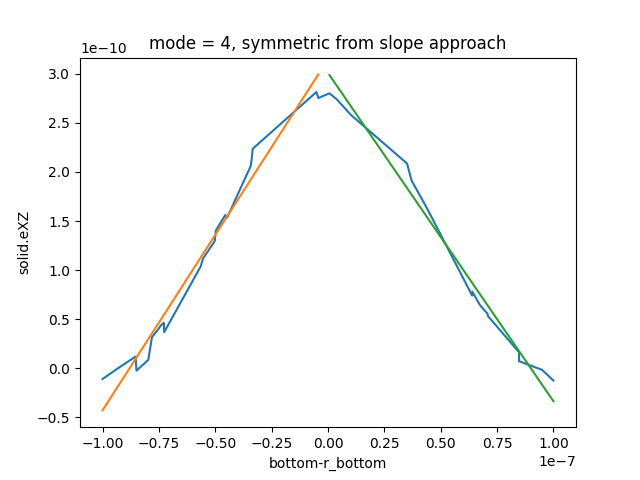 mode = 4, symmetric from slope approach
1e−10
3.0
2.5
2.0
1.5
1.0
0.5
0.0
−0.5
solid.eXZ
−1.00 −0.75 −0.50 −0.25 0.00 0.25 0.50 0.75 1.00
bottom-r_bottom
1e−7